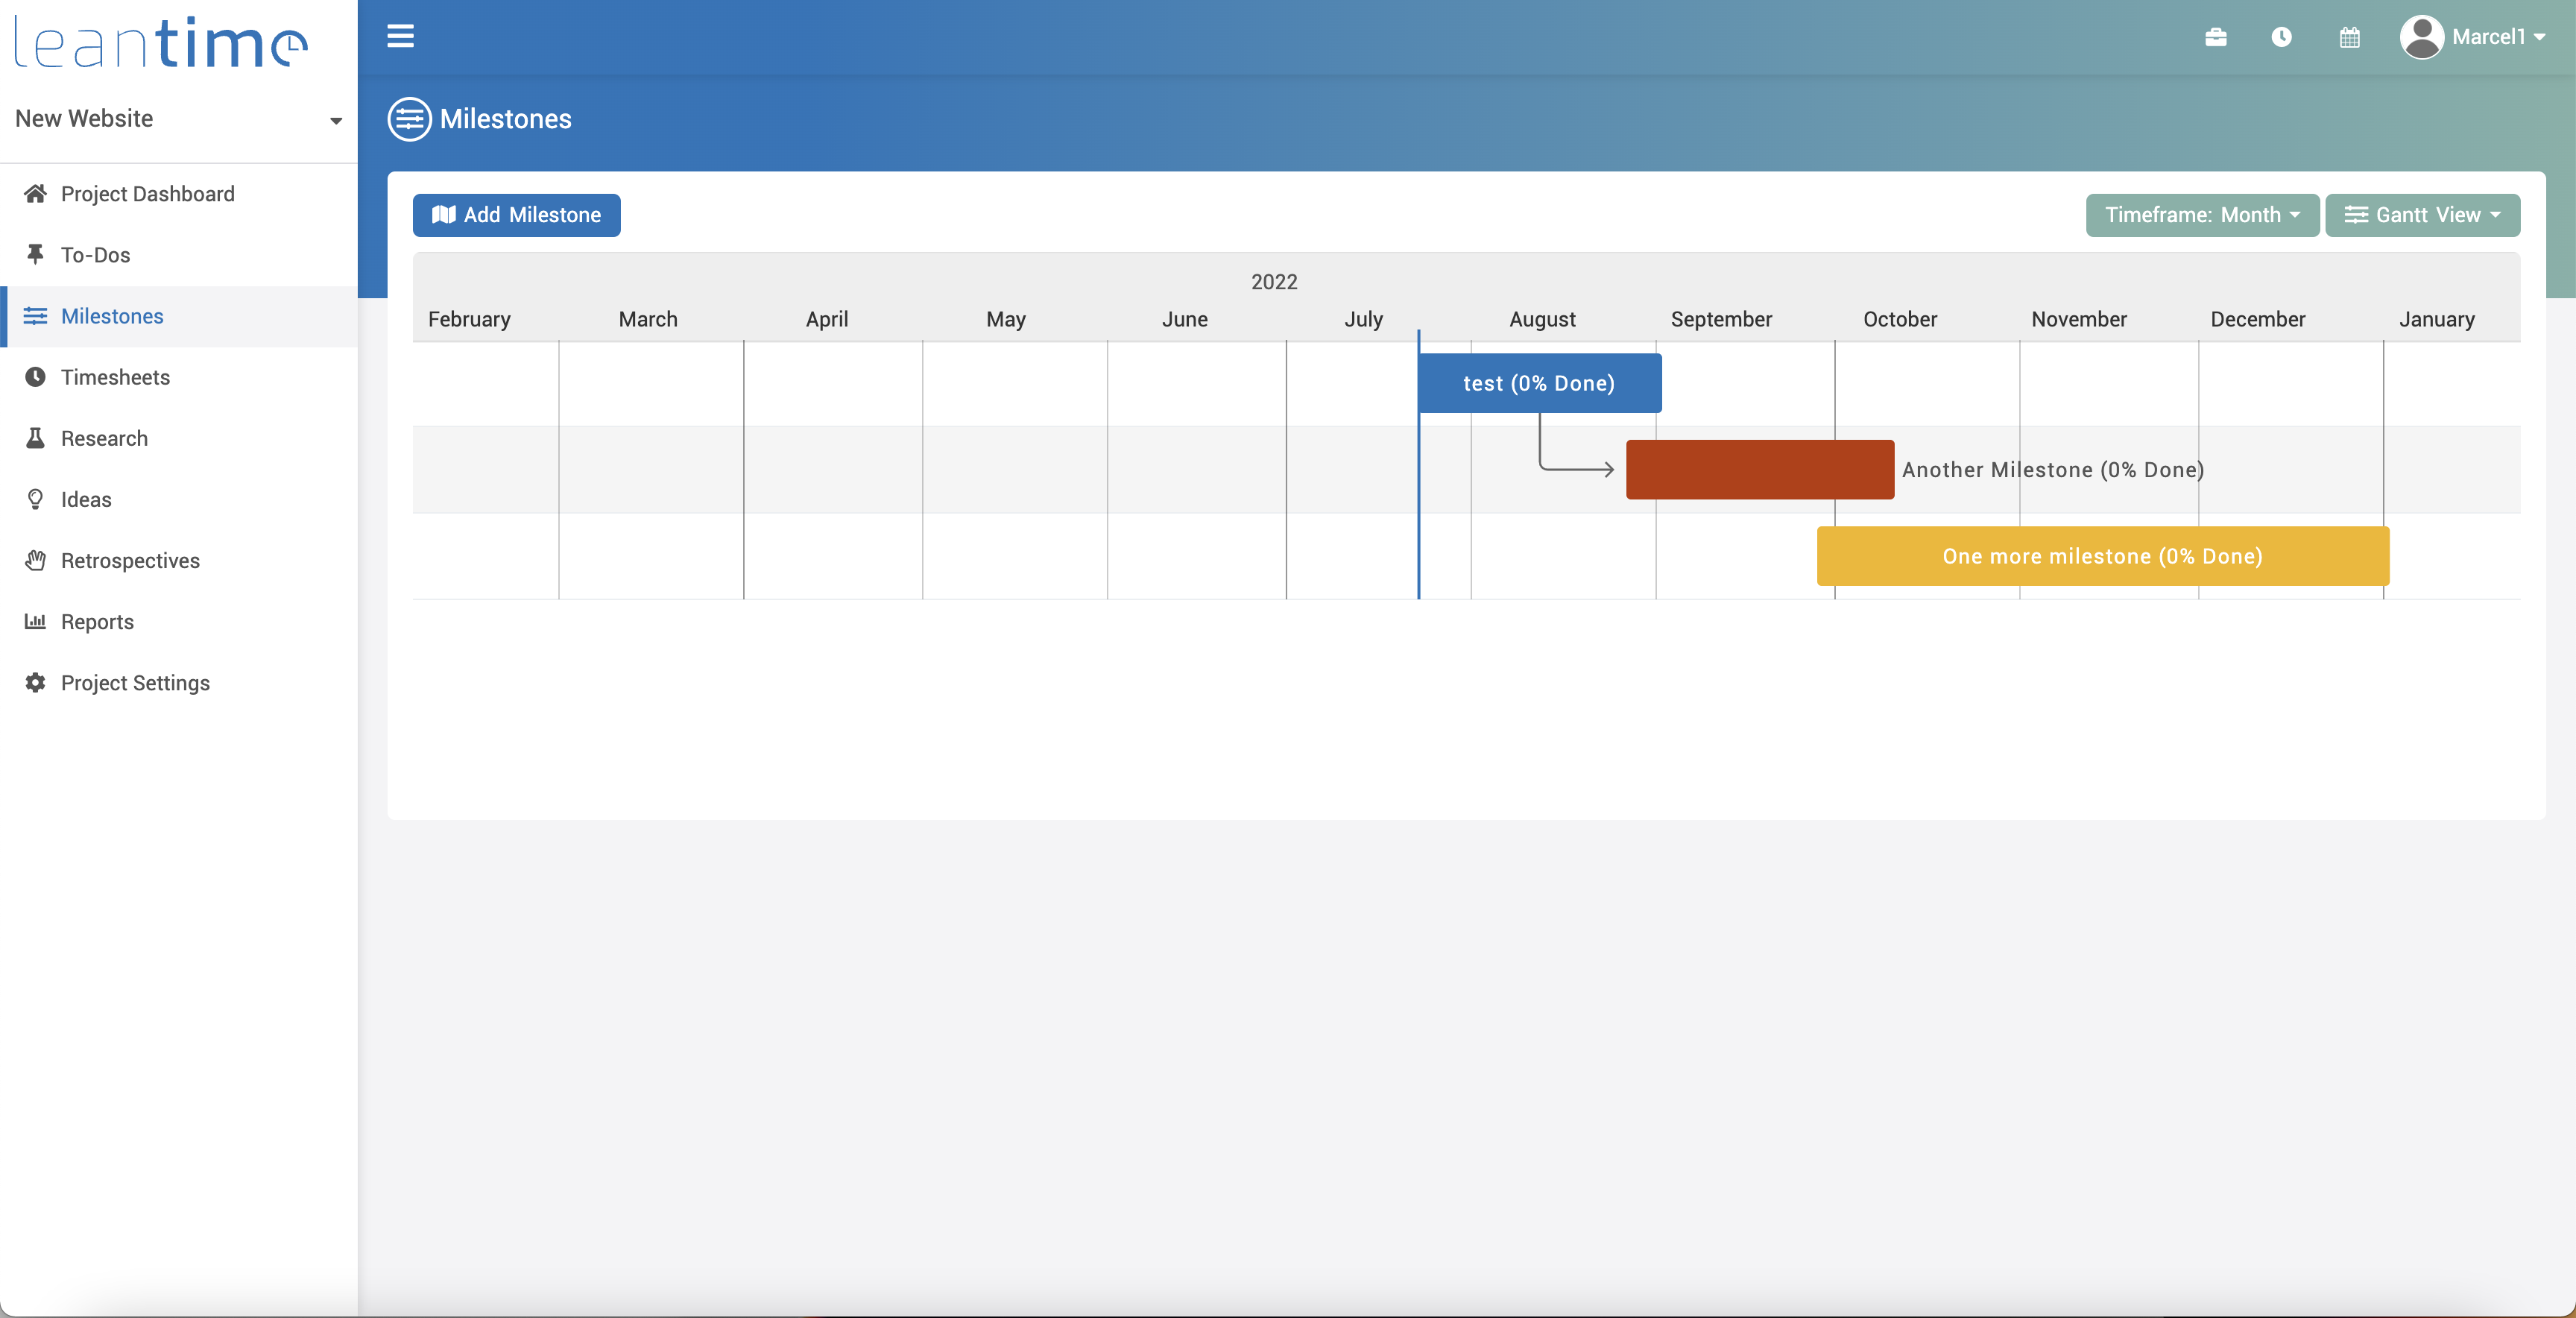 leantime
New Website
Project Dashboard
To-Dos
Milestones
Timesheets
Research
Ideas
Retrospectives
Reports
Project Settings
Marcel1
Milestones
Add Milestone
Timeframe: Month
Gantt View
2022
February March April May June July August September October November December January
test (0% Done)
Another Milestone (0% Done)
One more milestone (0% Done)